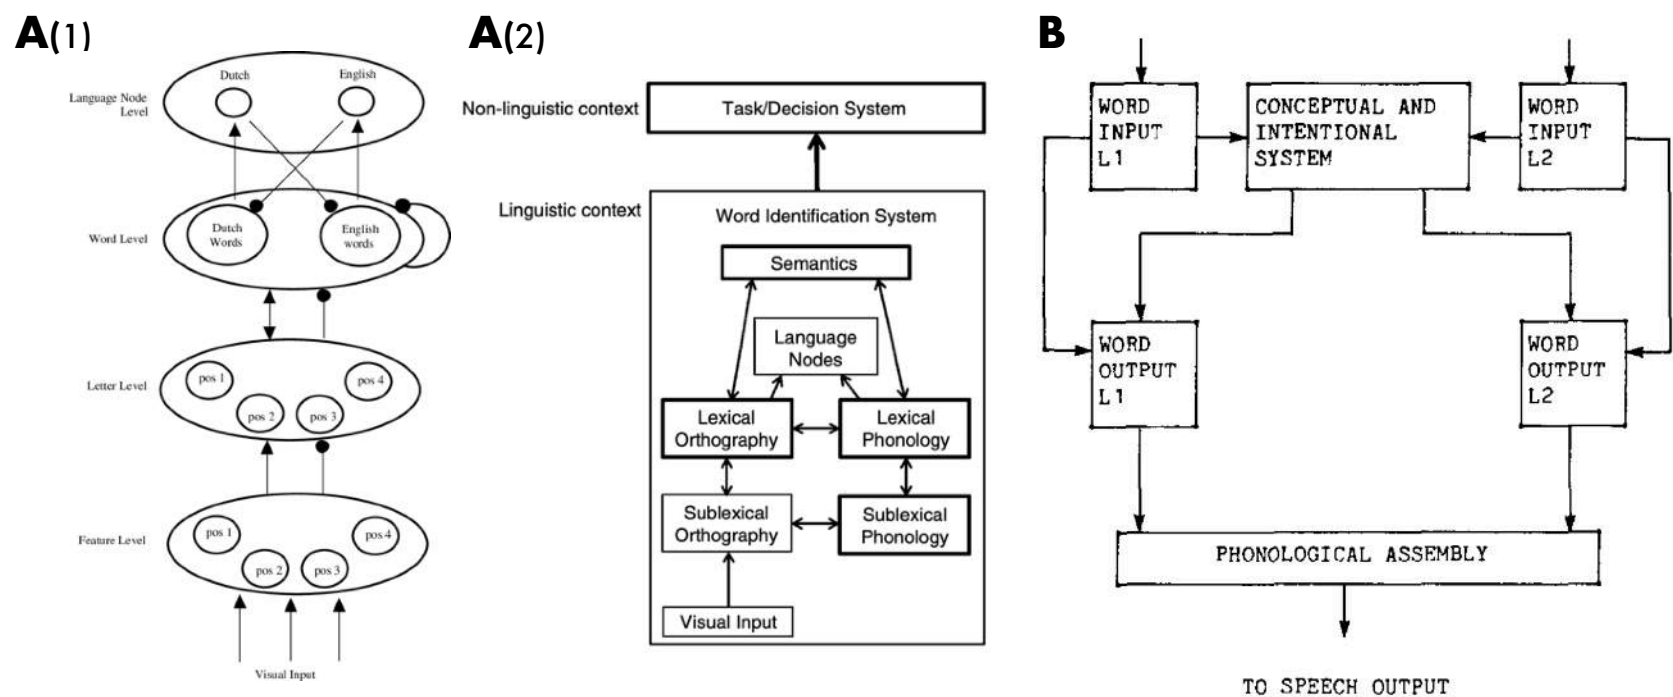 A(1)
Dutch
English
Language Node
Level
Dutch
Words
English
words
Word Level
pos 1
pos 4
Letter Level
pos 2
pos 3
pos 1
pos 4
Feature Level
pos 2
pos 3
Visual Input
A(2)
Non-linguistic context
Task/Decision System
Linguistic context
Word Identification System
Semantics
Language
Nodes
Lexical
Orthography
Lexical
Phonology
Sublexical
Orthography
Sublexical
Phonology
Visual Input
B
WORD
INPUT
L1
CONCEPTUAL AND
INTENTIONAL
SYSTEM
WORD
INPUT
L2
WORD
OUTPUT
L1
WORD
OUTPUT
L2
PHONOLOGICAL ASSEMBLY
TO SPEECH OUTPUT